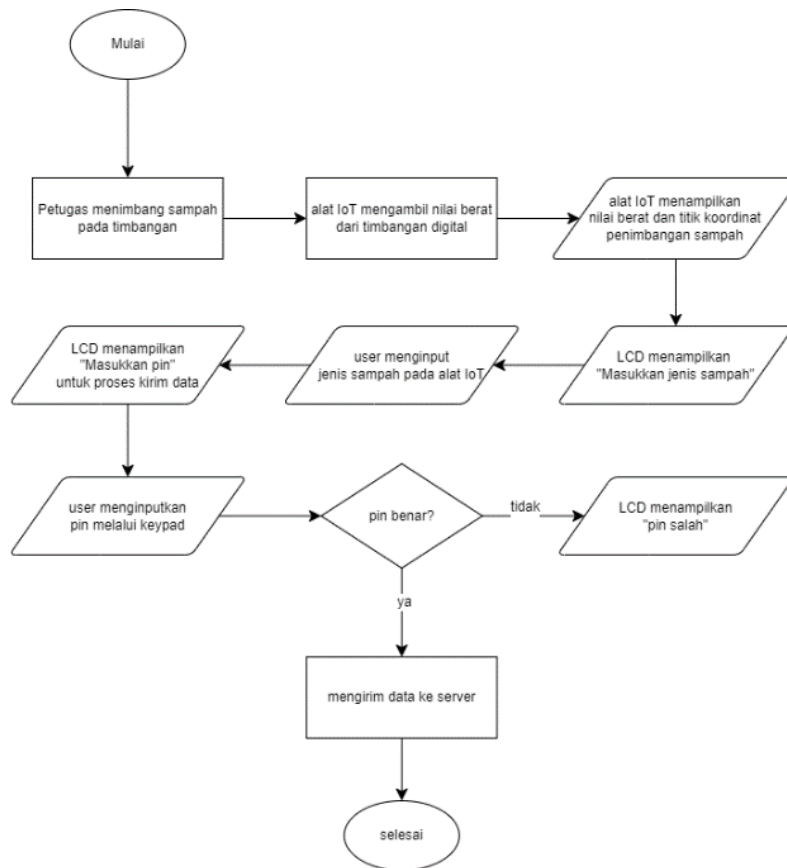 Mulai
Petugas menimbang sampah
pada timbangan
alat IoT mengambil nilai berat
dari timbangan digital
alat IoT menampilkan
nilai berat dan titik koordinat
penimbangan sampah
LCD menampilkan
"Masukkan jenis sampah"
user menginput
jenis sampah pada alat IoT
LCD menampilkan
"Masukkan pin"
untuk proses kirim data
user menginputkan
pin melalui keypad
pin benar?
tidak
LCD menampilkan
"pin salah"
ya
mengirim data ke server
selesai